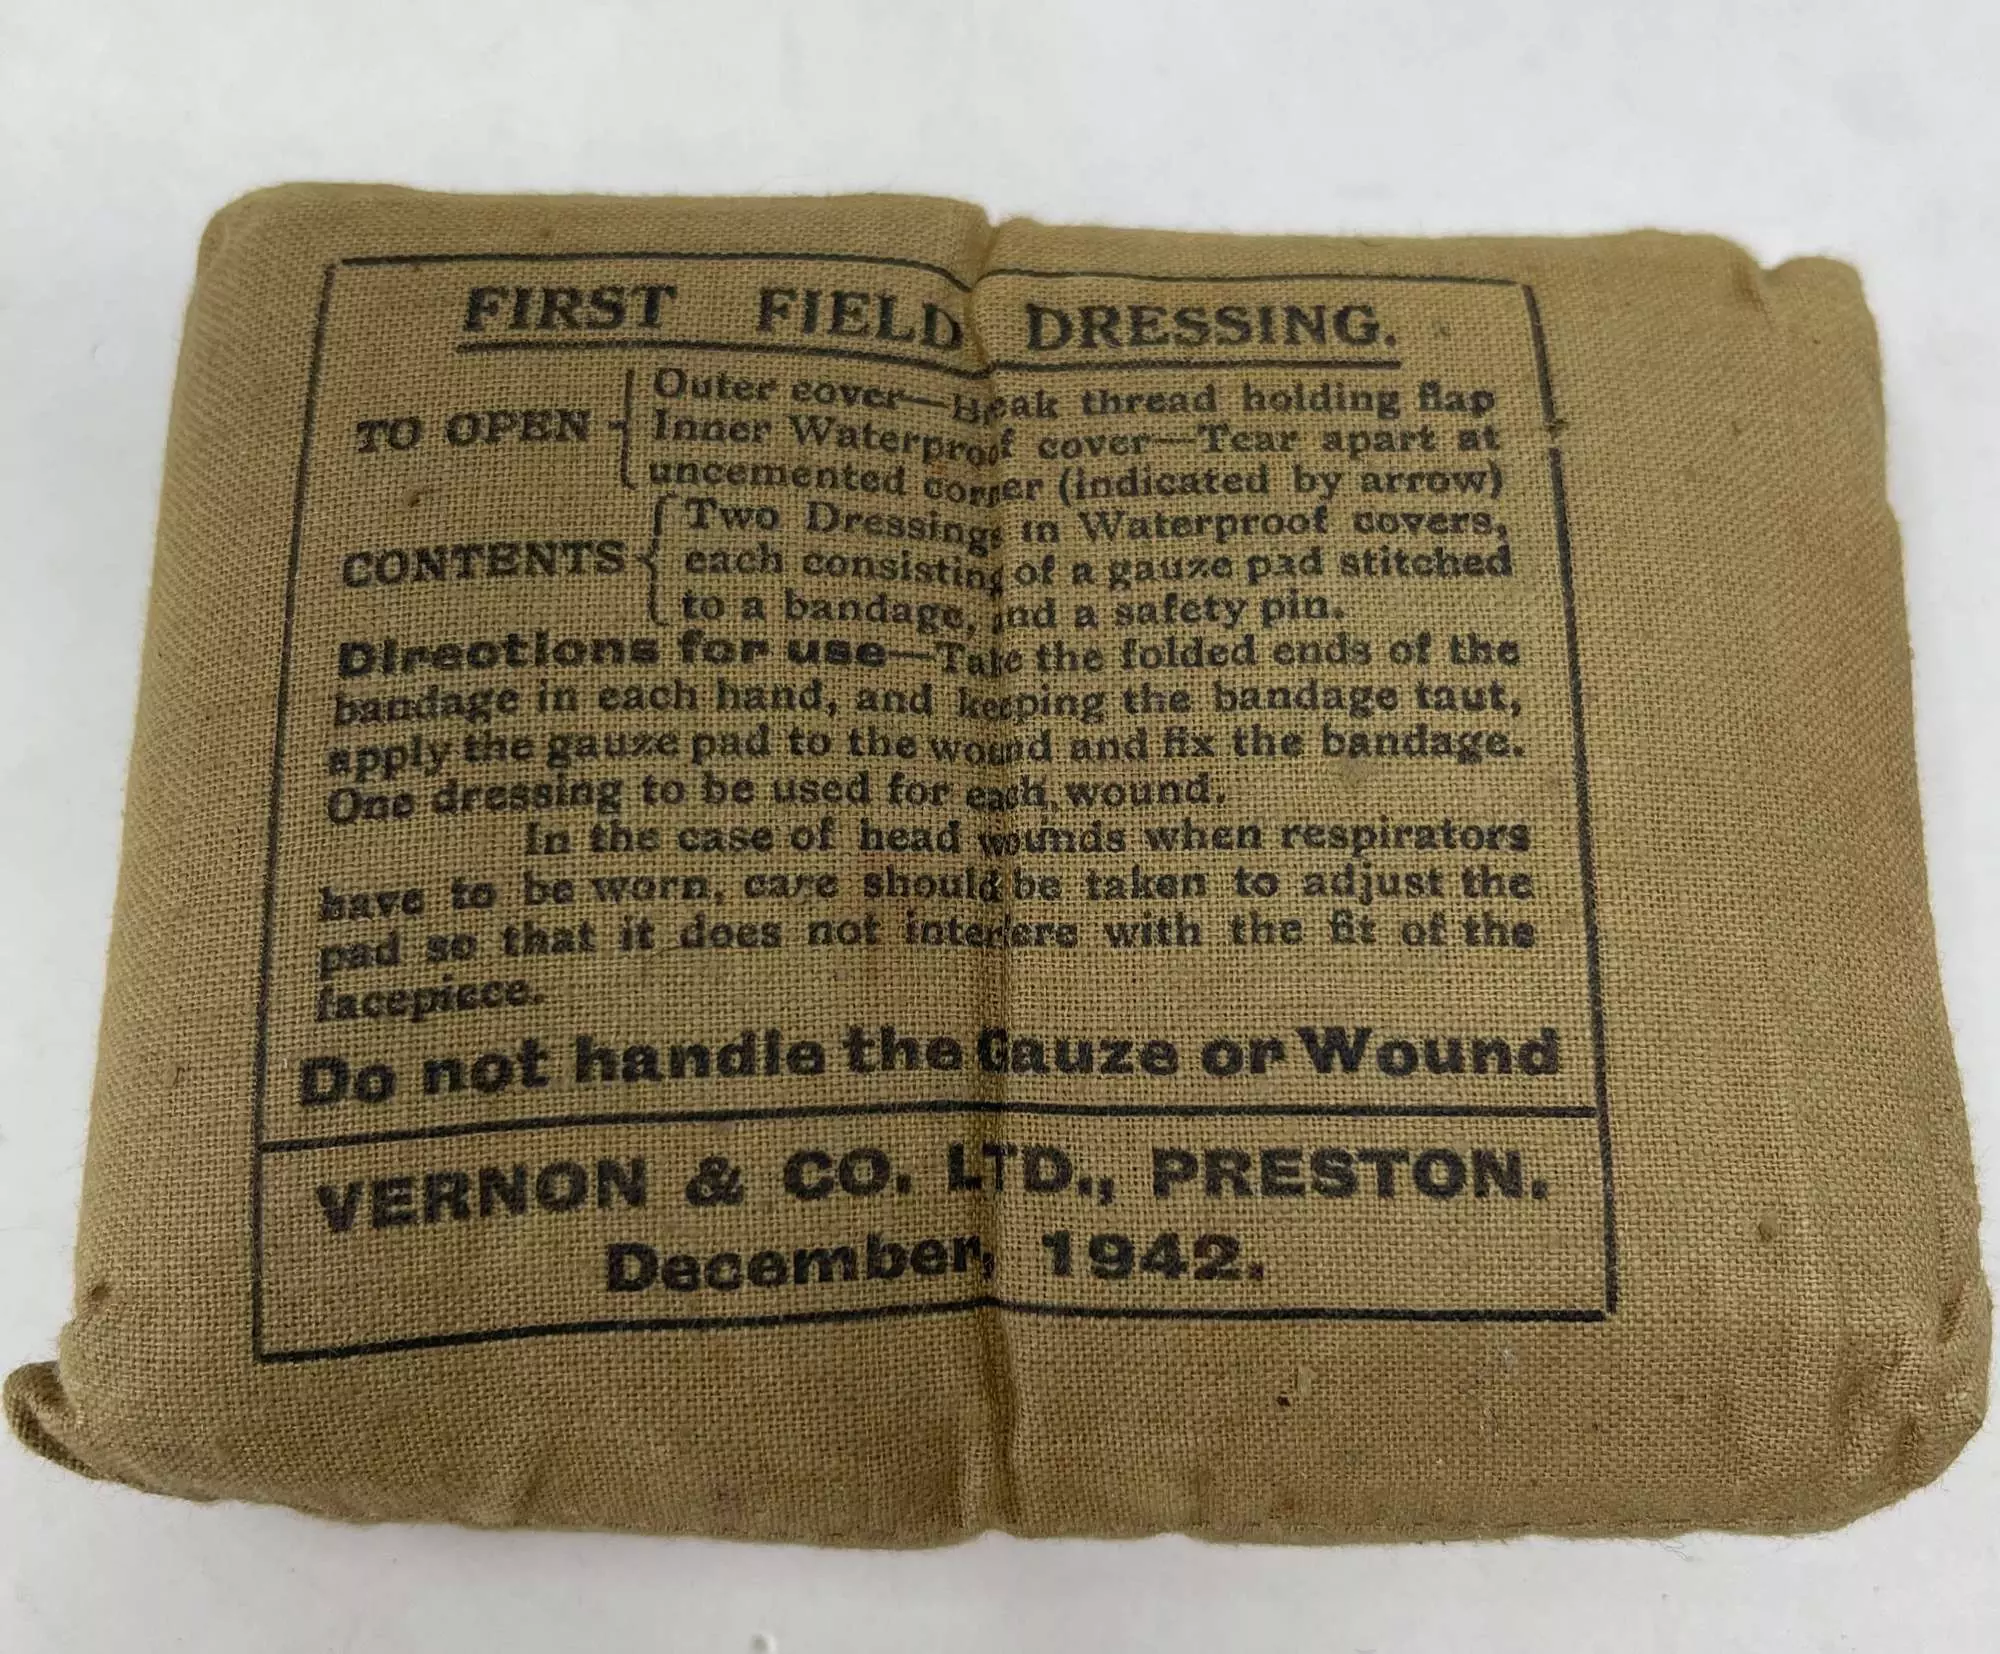 FIRST FIELD DRESSING.
Outer cover—Break thread holding flap
TO OPEN Inner Waterproof cover—Tear apart at
uncemented corner (indicated by arrow)
Two Dressings in Waterproof covers,
CONTENTS each consisting of a gauze pad stitched
to a bandage, and a safety pin.
Directions for use—Take the folded ends of the
bandage in each hand, and keeping the bandage taut,
apply the gauze pad to the wound and fix the bandage.
One dressing to be used for each wound.
In the case of head wounds when respirators
have to be worn, care should be taken to adjust the
pad so that it does not interfere with the fit of the
facepiece.
Do not handle the Gauze or Wound
VERNON & CO. LTD., PRESTON.
December, 1942.